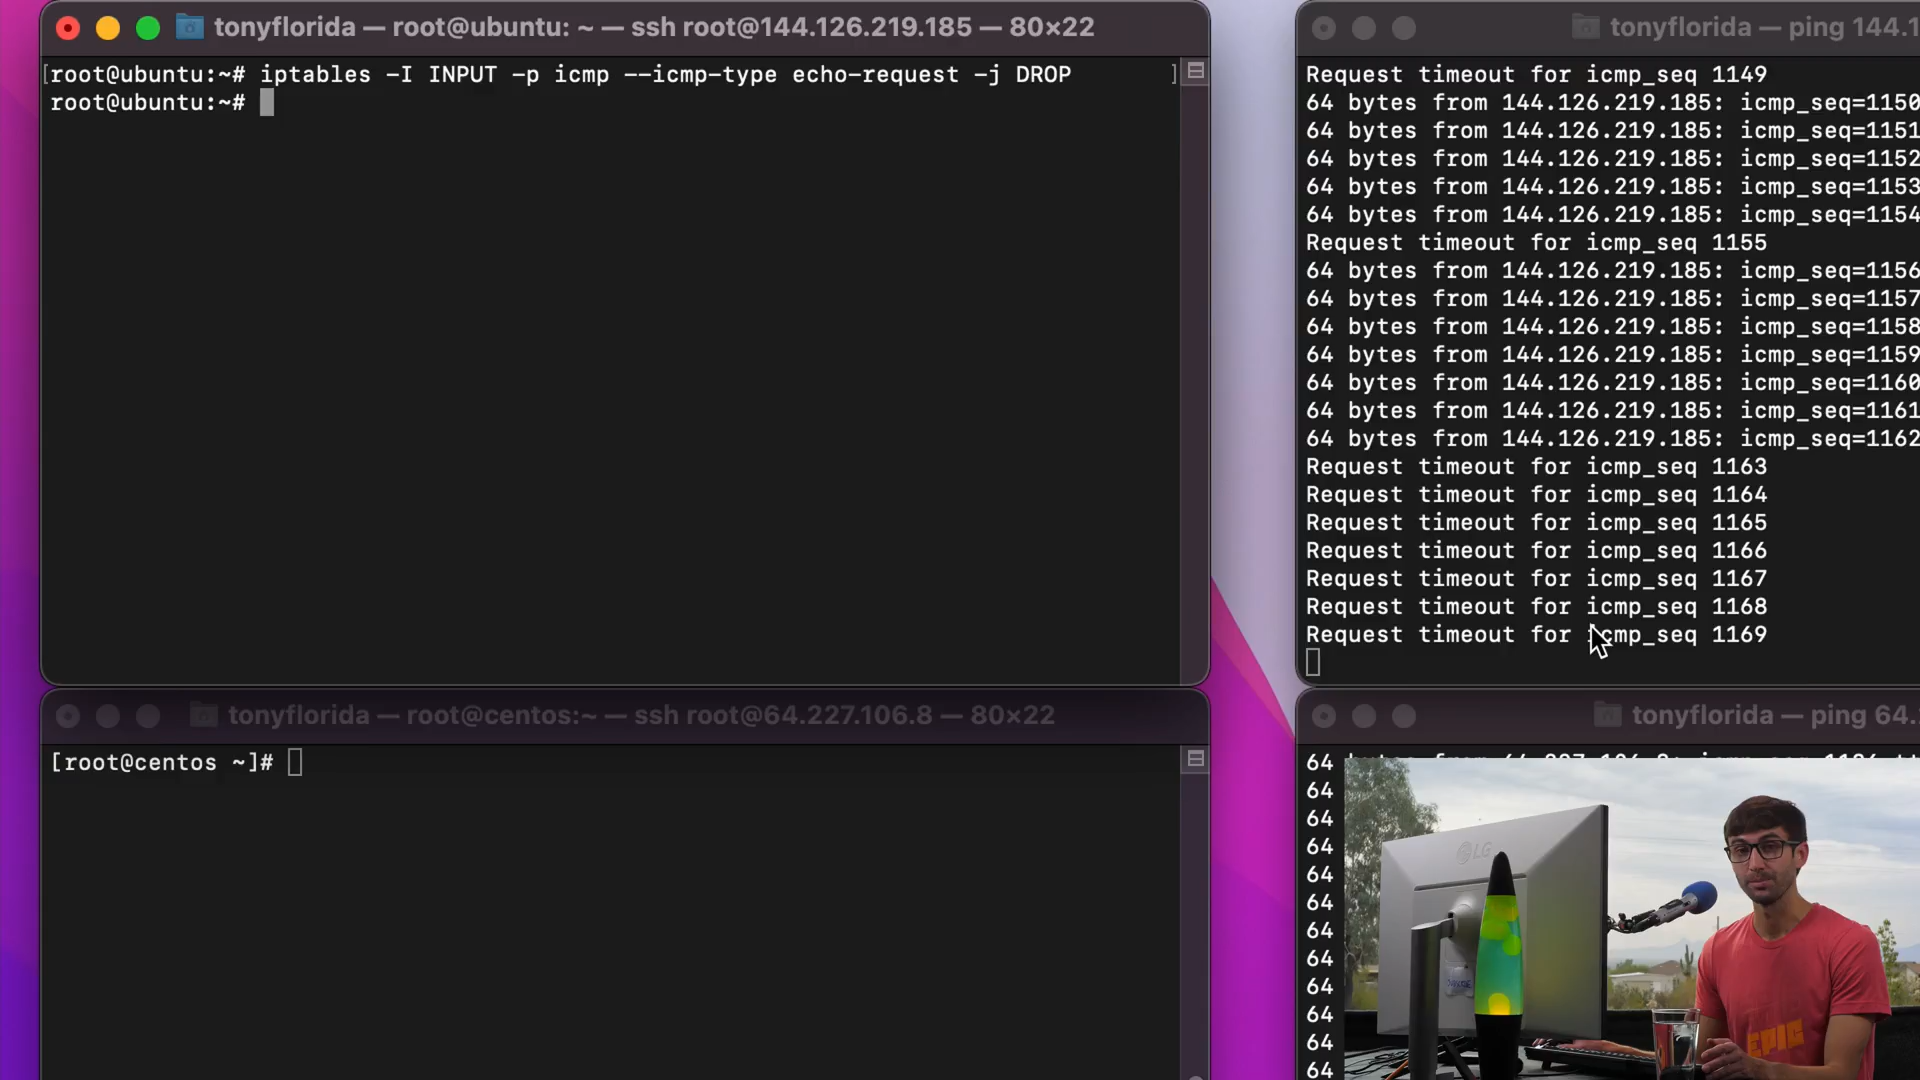 tonyflorida — root@ubuntu: ~ — ssh root@144.126.219.185 — 80×22
[root@ubuntu:~# iptables -I INPUT -p icmp --icmp-type echo-request -j DROP ]
root@ubuntu:~#
tonyflorida — ping 144.1
Request timeout for icmp_seq 1149
64 bytes from 144.126.219.185: icmp_seq=1150
64 bytes from 144.126.219.185: icmp_seq=1151
64 bytes from 144.126.219.185: icmp_seq=1152
64 bytes from 144.126.219.185: icmp_seq=1153
64 bytes from 144.126.219.185: icmp_seq=1154
Request timeout for icmp_seq 1155
64 bytes from 144.126.219.185: icmp_seq=1156
64 bytes from 144.126.219.185: icmp_seq=1157
64 bytes from 144.126.219.185: icmp_seq=1158
64 bytes from 144.126.219.185: icmp_seq=1159
64 bytes from 144.126.219.185: icmp_seq=1160
64 bytes from 144.126.219.185: icmp_seq=1161
64 bytes from 144.126.219.185: icmp_seq=1162
Request timeout for icmp_seq 1163
Request timeout for icmp_seq 1164
Request timeout for icmp_seq 1165
Request timeout for icmp_seq 1166
Request timeout for icmp_seq 1167
Request timeout for icmp_seq 1168
Request timeout for icmp_seq 1169
tonyflorida — root@centos:~ — ssh root@64.227.106.8 — 80×22
[root@centos ~]#
tonyflorida — ping 64.
64
64
64
64
64
64
64
64
64
64
64
64
LG
EPIC